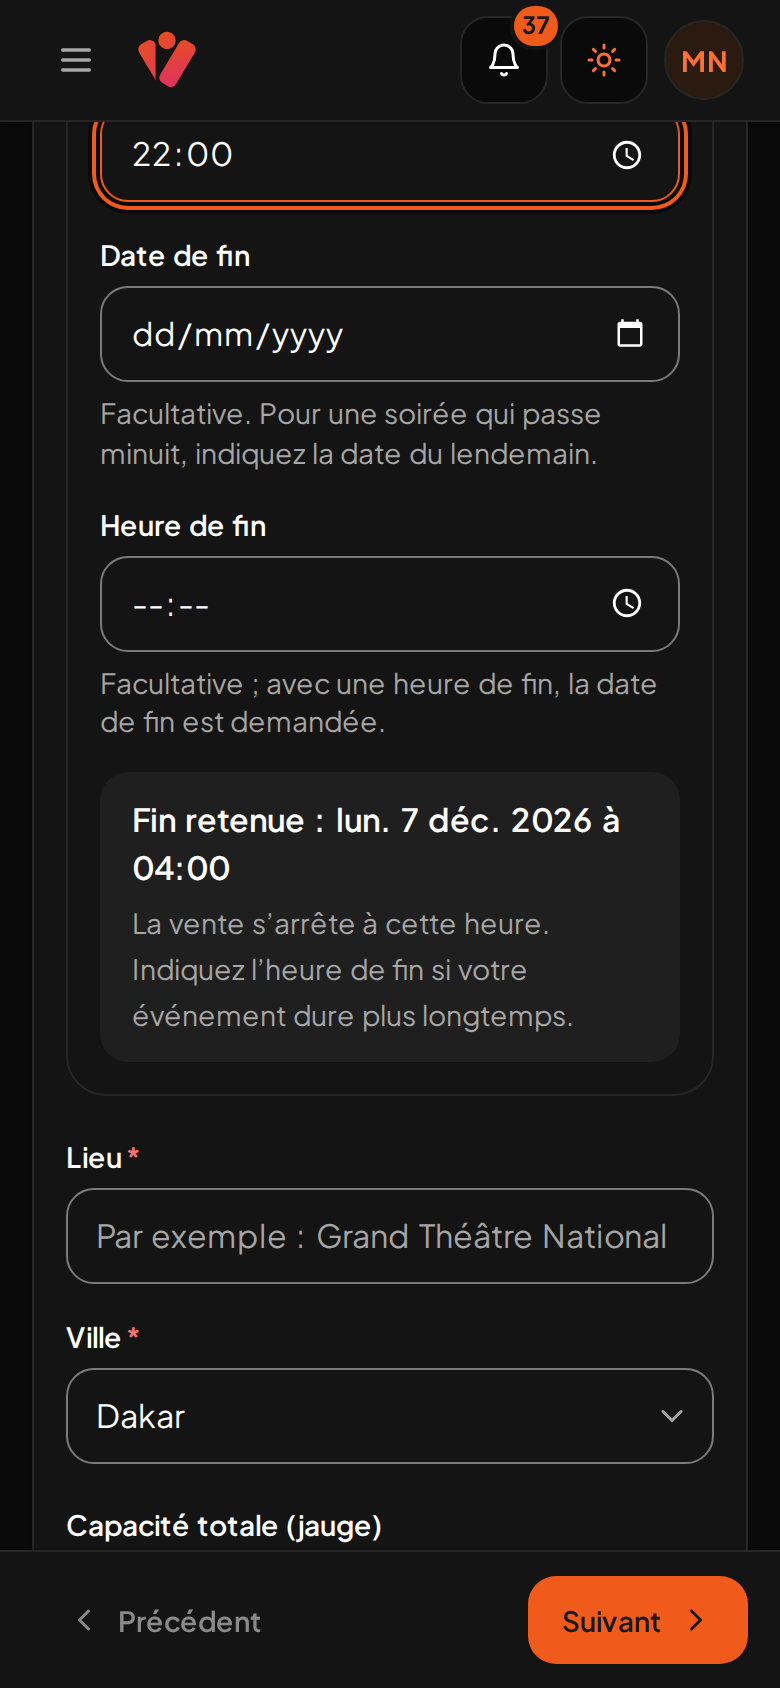 37
MN
22:00
Date de fin
dd/mm/yyyy
Facultative. Pour une soirée qui passe
minuit, indiquez la date du lendemain.
Heure de fin
--:--
Facultative ; avec une heure de fin, la date
de fin est demandée.
Fin retenue : lun. 7 déc. 2026 à
04:00
La vente s’arrête à cette heure.
Indiquez l’heure de fin si votre
événement dure plus longtemps.
Lieu *
Par exemple : Grand Théâtre National
Ville *
Dakar
Capacité totale (jauge)
Précédent
Suivant